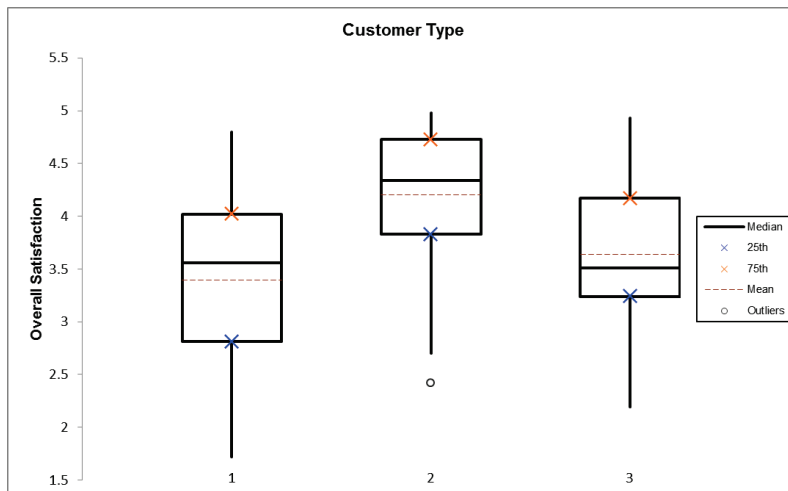 Customer Type
5.5
5
4.5
4
3.5
3
2.5
2
1.5
Overall Satisfaction
1 2 3
Median
25th
75th
Mean
Outliers